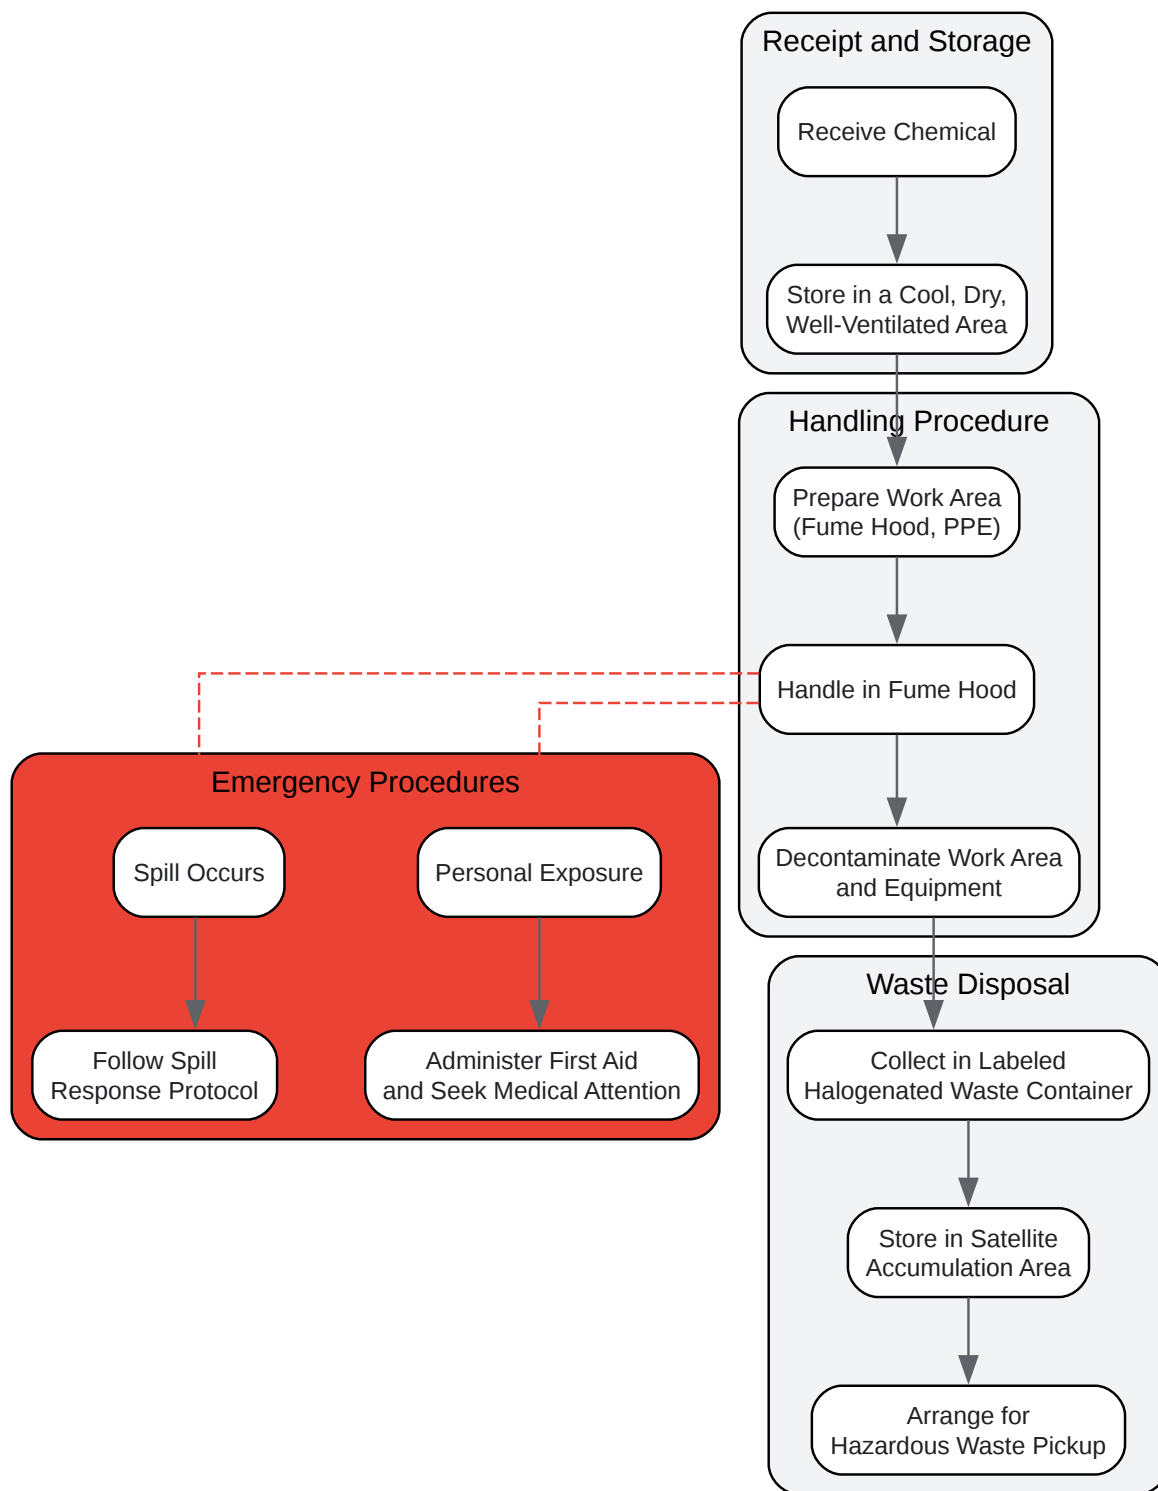 Receipt and Storage
Receive Chemical
Store in a Cool, Dry,
Well-Ventilated Area
Handling Procedure
Prepare Work Area
(Fume Hood, PPE)
Handle in Fume Hood
Decontaminate Work Area
and Equipment
Emergency Procedures
Spill Occurs
Personal Exposure
Follow Spill
Response Protocol
Administer First Aid
and Seek Medical Attention
Waste Disposal
Collect in Labeled
Halogenated Waste Container
Store in Satellite
Accumulation Area
Arrange for
Hazardous Waste Pickup